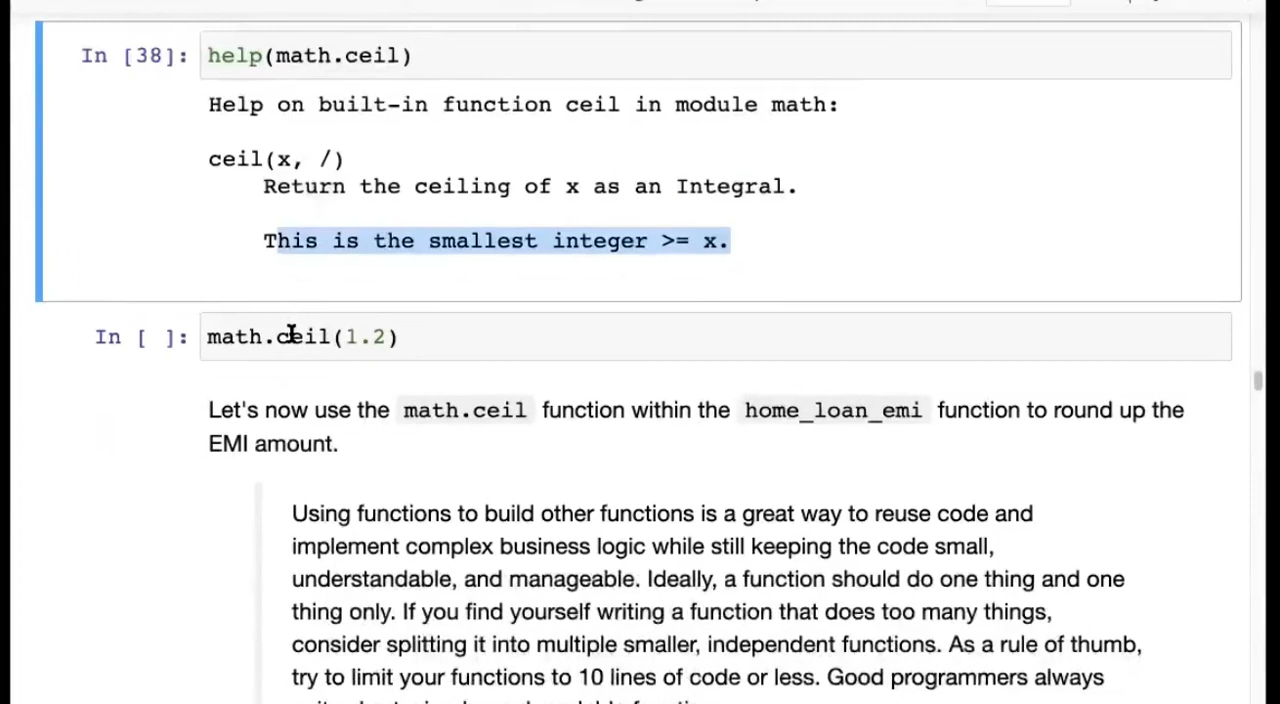 In [38]: help(math.ceil)
Help on built-in function ceil in module math:
ceil(x, /)
Return the ceiling of x as an Integral.
This is the smallest integer >= x.
In [ ]: math.ceil(1.2)
Let's now use the math.ceil function within the home_loan_emi function to round up the
EMI amount.
Using functions to build other functions is a great way to reuse code and
implement complex business logic while still keeping the code small,
understandable, and manageable. Ideally, a function should do one thing and one
thing only. If you find yourself writing a function that does too many things,
consider splitting it into multiple smaller, independent functions. As a rule of thumb,
try to limit your functions to 10 lines of code or less. Good programmers always